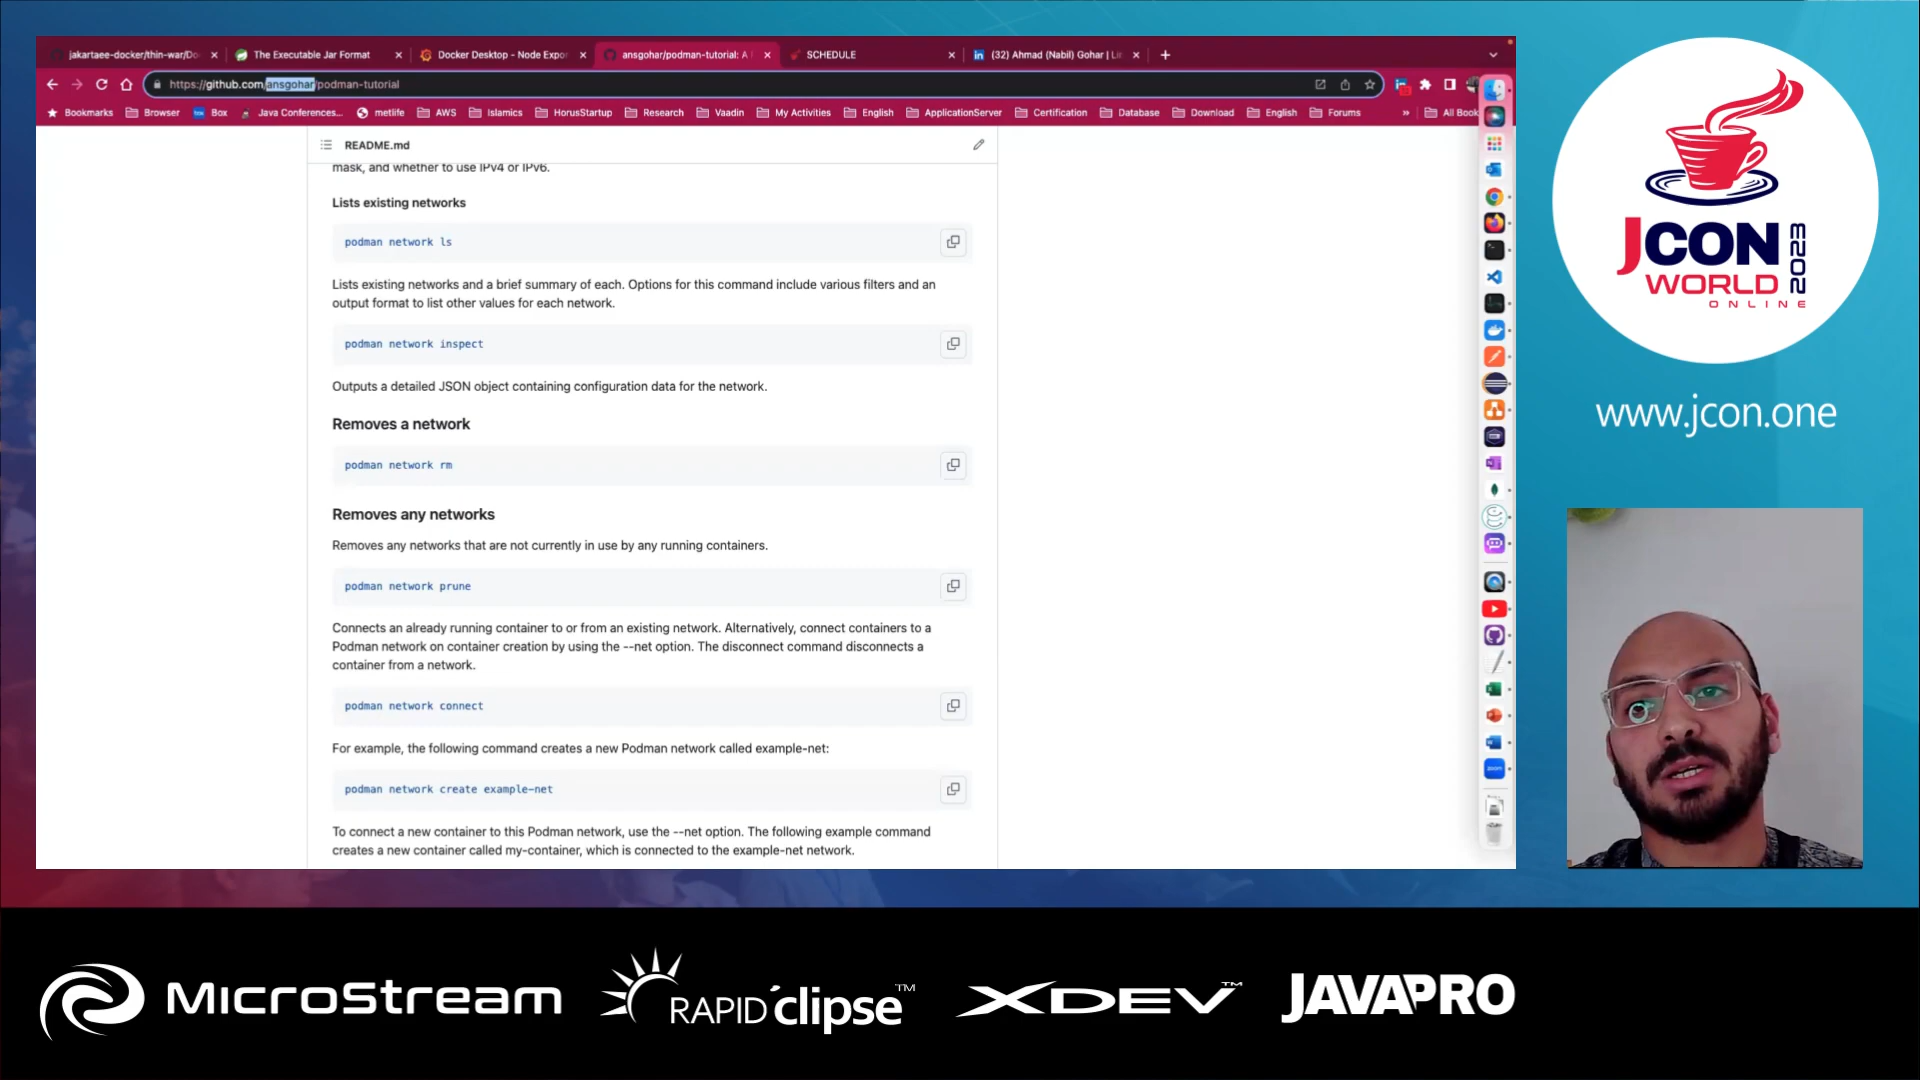 jakartaee-docker/thin-war/Do
The Executable Jar Format
Docker Desktop - Node Expo
ansgohar/podman-tutorial: A
SCHEDULE
(32) Ahmad (Nabil) Gohar | Li
https://github.com/ansgohar/podman-tutorial
Bookmarks
Browser
Box
Java Conferences...
metlife
AWS
Islamics
HorusStartup
Research
Vaadin
My Activities
English
ApplicationServer
Certification
Database
Download
English
Forums
»
All Book
README.md
mask, and whether to use IPv4 or IPv6.
Lists existing networks
podman network ls
Lists existing networks and a brief summary of each. Options for this command include various filters and an
output format to list other values for each network.
podman network inspect
Outputs a detailed JSON object containing configuration data for the network.
Removes a network
podman network rm
Removes any networks
Removes any networks that are not currently in use by any running containers.
podman network prune
Connects an already running container to or from an existing network. Alternatively, connect containers to a
Podman network on container creation by using the --net option. The disconnect command disconnects a
container from a network.
podman network connect
For example, the following command creates a new Podman network called example-net:
podman network create example-net
To connect a new container to this Podman network, use the --net option. The following example command
creates a new container called my-container, which is connected to the example-net network.
JCON
WORLD
ONLINE
2023
www.jcon.one
MICROSTREAM
RAPID'clipse™
XDEV™
JAVAPRO